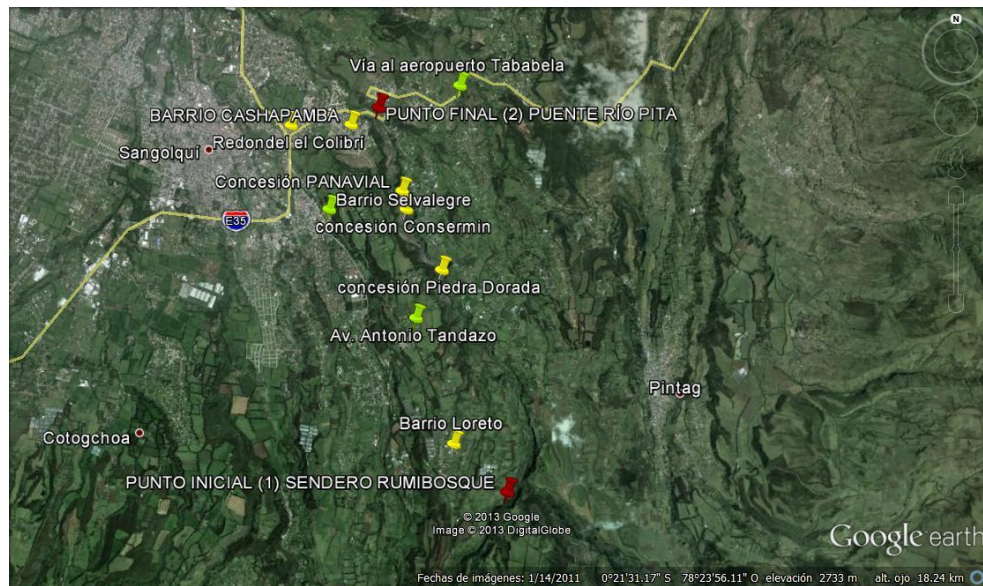 N
Vía al aeropuerto Tababela
BARRIO CASHAPAMBA
PUNTO FINAL (2) PUENTE RÍO PITA
Redondel el Colibrí
Sangolquí
Concesión PANAVIAL
Barrio Selvalegre
E35
concesión Consermin
concesión Piedra Dorada
Av. Antonio Tandazo
Pintag
Barrio Loreto
Cotogchoa
PUNTO INICIAL (1) SENDERO RUMIBOSQUE
© 2013 Google
Image © 2013 DigitalGlobe
Google earth
Fechas de imágenes: 1/14/2011 0°21'31.17" S 78°23'56.11" O elevación 2733 m alt. ojo 18.24 km